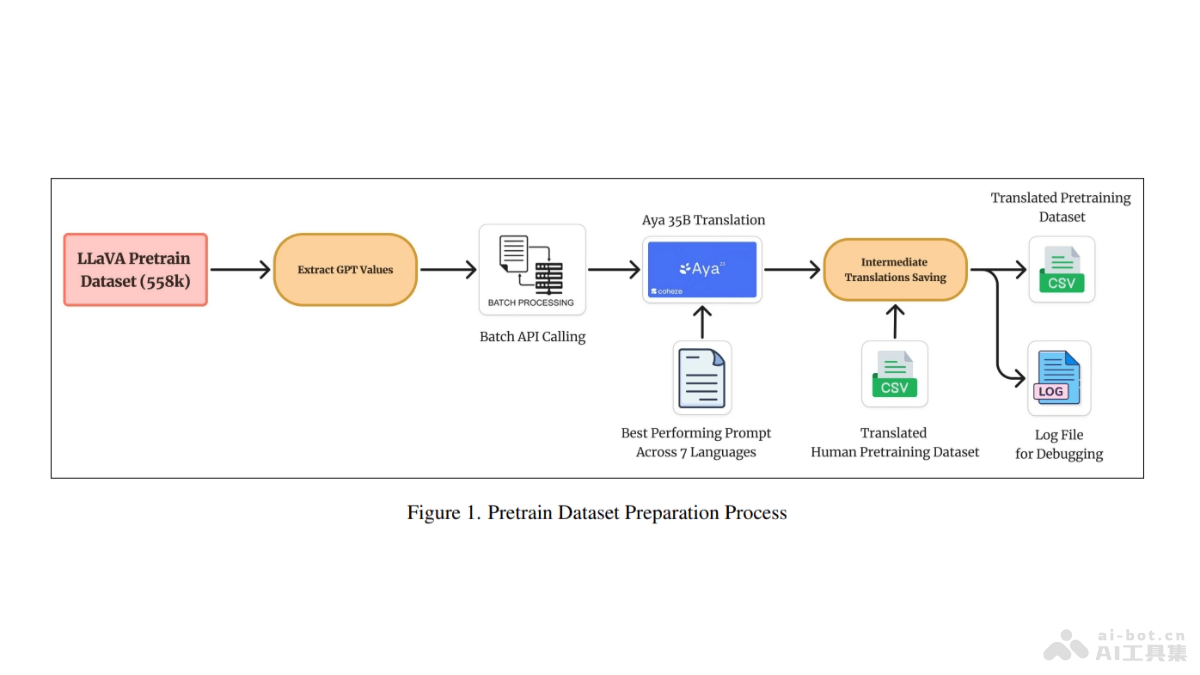 LLaVA Pretrain
Dataset (558k)
Extract GPT Values
BATCH PROCESSING
Batch API Calling
Aya 35B Translation
Aya 23
cohere
Best Performing Prompt
Across 7 Languages
Intermediate
Translations Saving
CSV
Translated
Human Pretraining Dataset
Translated Pretraining
Dataset
CSV
LOG
Log File
for Debugging
Figure 1. Pretrain Dataset Preparation Process
ai-bot.cn
AI工具集